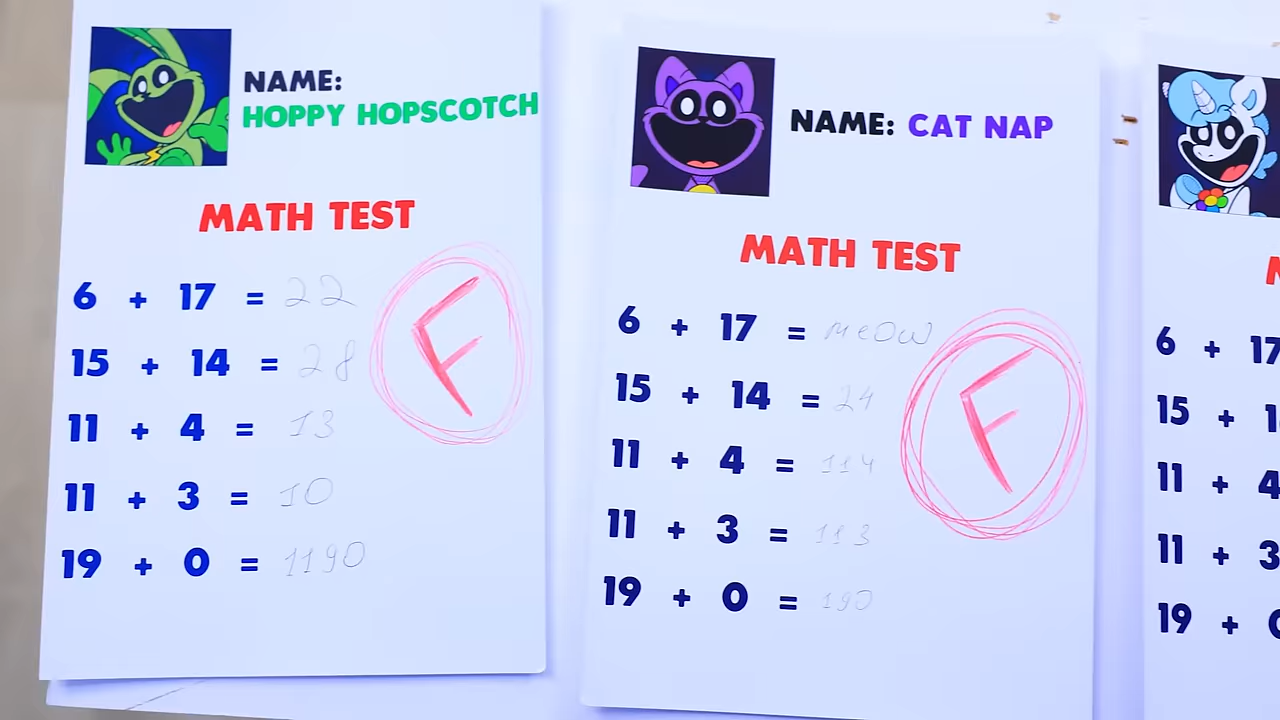 NAME:
HOPPY HOPSCOTCH
MATH TEST
6 + 17 = 22
15 + 14 = 28
11 + 4 = 13
11 + 3 = 10
19 + 0 = 1190
F
NAME: CAT NAP
MATH TEST
6 + 17 = MeOW
15 + 14 = 24
11 + 4 = 114
11 + 3 = 113
19 + 0 = 190
F
6 + 17
15 +
11 + 4
11 + 3
19 +